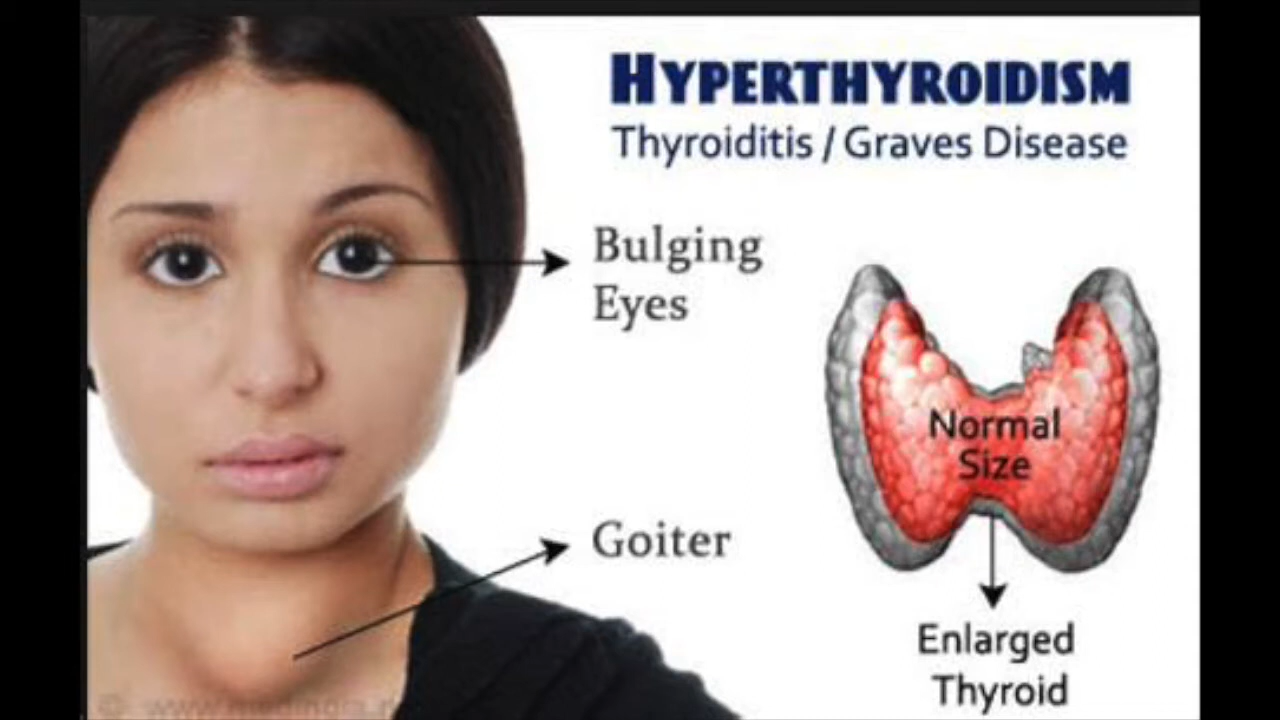 HYPERTHYROIDISM
Thyroiditis / Graves Disease
Bulging
Eyes
Normal
Size
Goiter
Enlarged
Thyroid